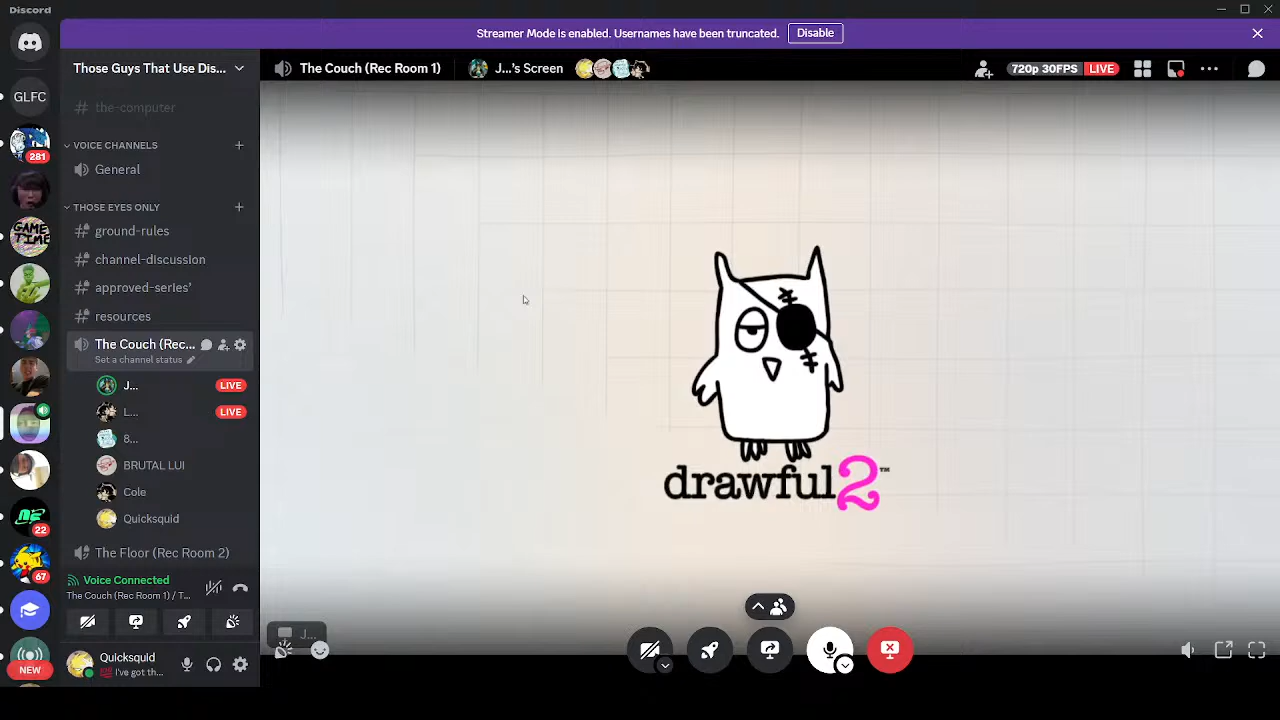 Discord
Streamer Mode is enabled. Usernames have been truncated.
Disable
GLFC
281
22
67
NEW
Those Guys That Use Dis...
the-computer
VOICE CHANNELS
General
THOSE EYES ONLY
ground-rules
channel-discussion
approved-series'
resources
The Couch (Rec...
Set a channel status
J...
LIVE
L...
LIVE
8...
BRUTAL LUI
Cole
Quicksquid
The Floor (Rec Room 2)
Voice Connected
The Couch (Rec Room 1) / T...
Quicksquid
I've got th...
The Couch (Rec Room 1)
J...'s Screen
720p 30FPS
LIVE
drawful 2™
J...